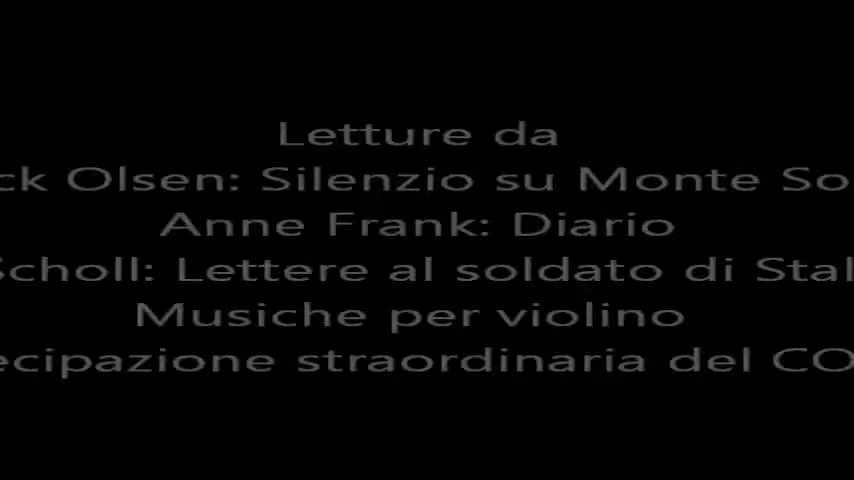 Letture da
ck Olsen: Silenzio su Monte So
Anne Frank: Diario
Scholl: Lettere al soldato di Stal
Musiche per violino
ecipazione straordinaria del CO